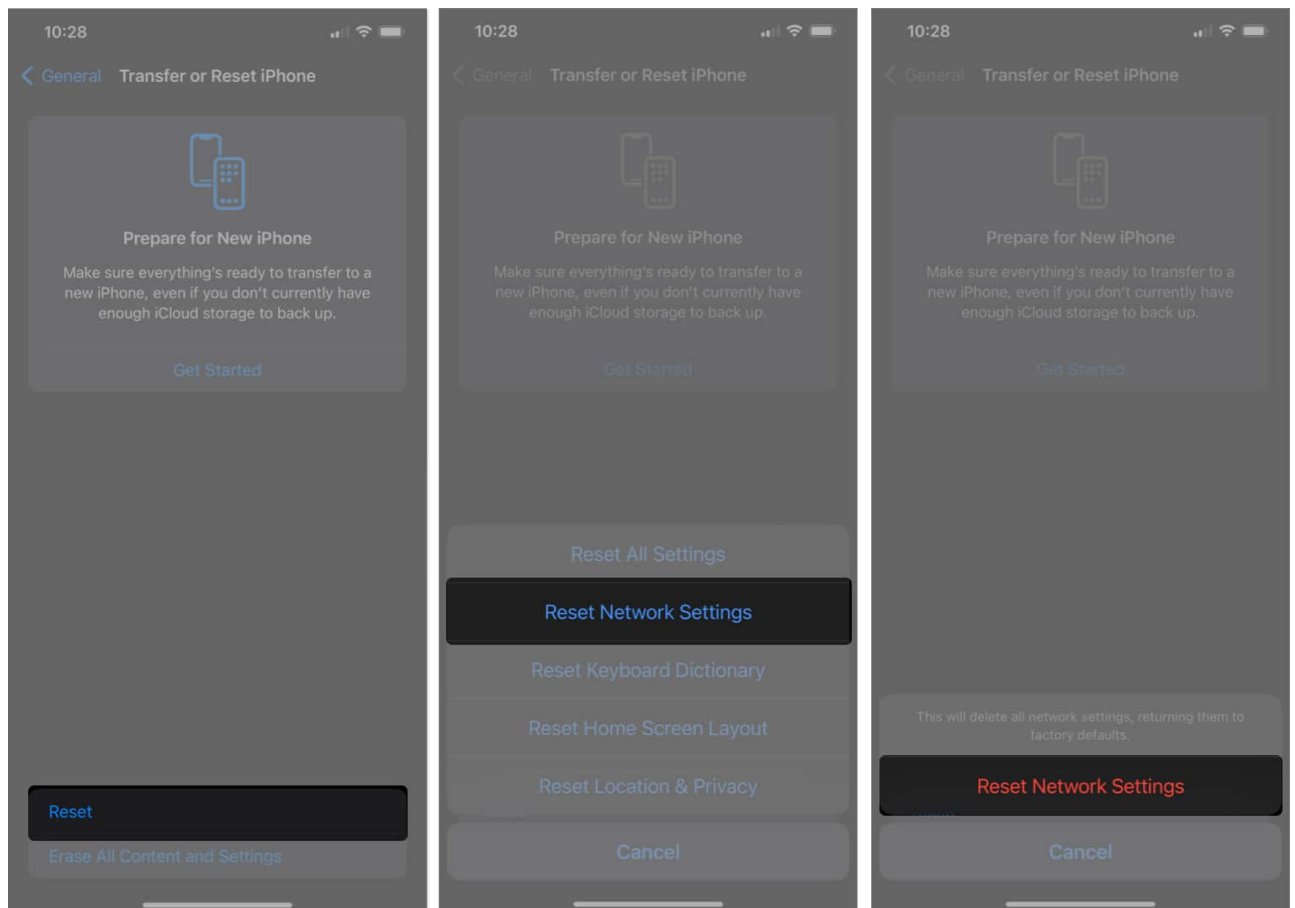 10:28
General Transfer or Reset iPhone
Prepare for New iPhone
Make sure everything's ready to transfer to a
new iPhone, even if you don't currently have
enough iCloud storage to back up.
Get Started
Reset
Erase All Content and Settings
10:28
General Transfer or Reset iPhone
Prepare for New iPhone
Make sure everything's ready to transfer to a
new iPhone, even if you don't currently have
enough iCloud storage to back up.
Get Started
Reset All Settings
Reset Network Settings
Reset Keyboard Dictionary
Reset Home Screen Layout
Reset Location & Privacy
Cancel
10:28
General Transfer or Reset iPhone
Prepare for New iPhone
Make sure everything's ready to transfer to a
new iPhone, even if you don't currently have
enough iCloud storage to back up.
Get Started
This will delete all network settings, returning them to
factory defaults.
Reset Network Settings
Cancel